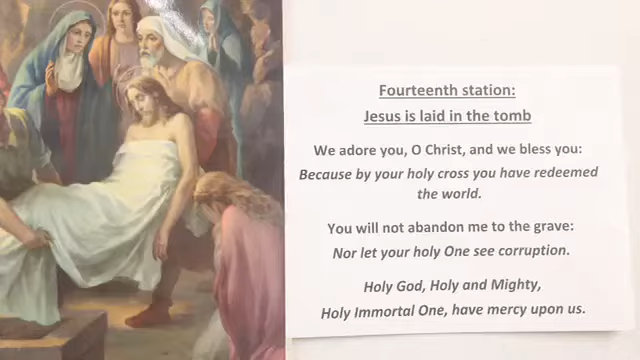 Fourteenth station:
Jesus is laid in the tomb
We adore you, O Christ, and we bless you:
Because by your holy cross you have redeemed
the world.
You will not abandon me to the grave:
Nor let your holy One see corruption.
Holy God, Holy and Mighty,
Holy Immortal One, have mercy upon us.